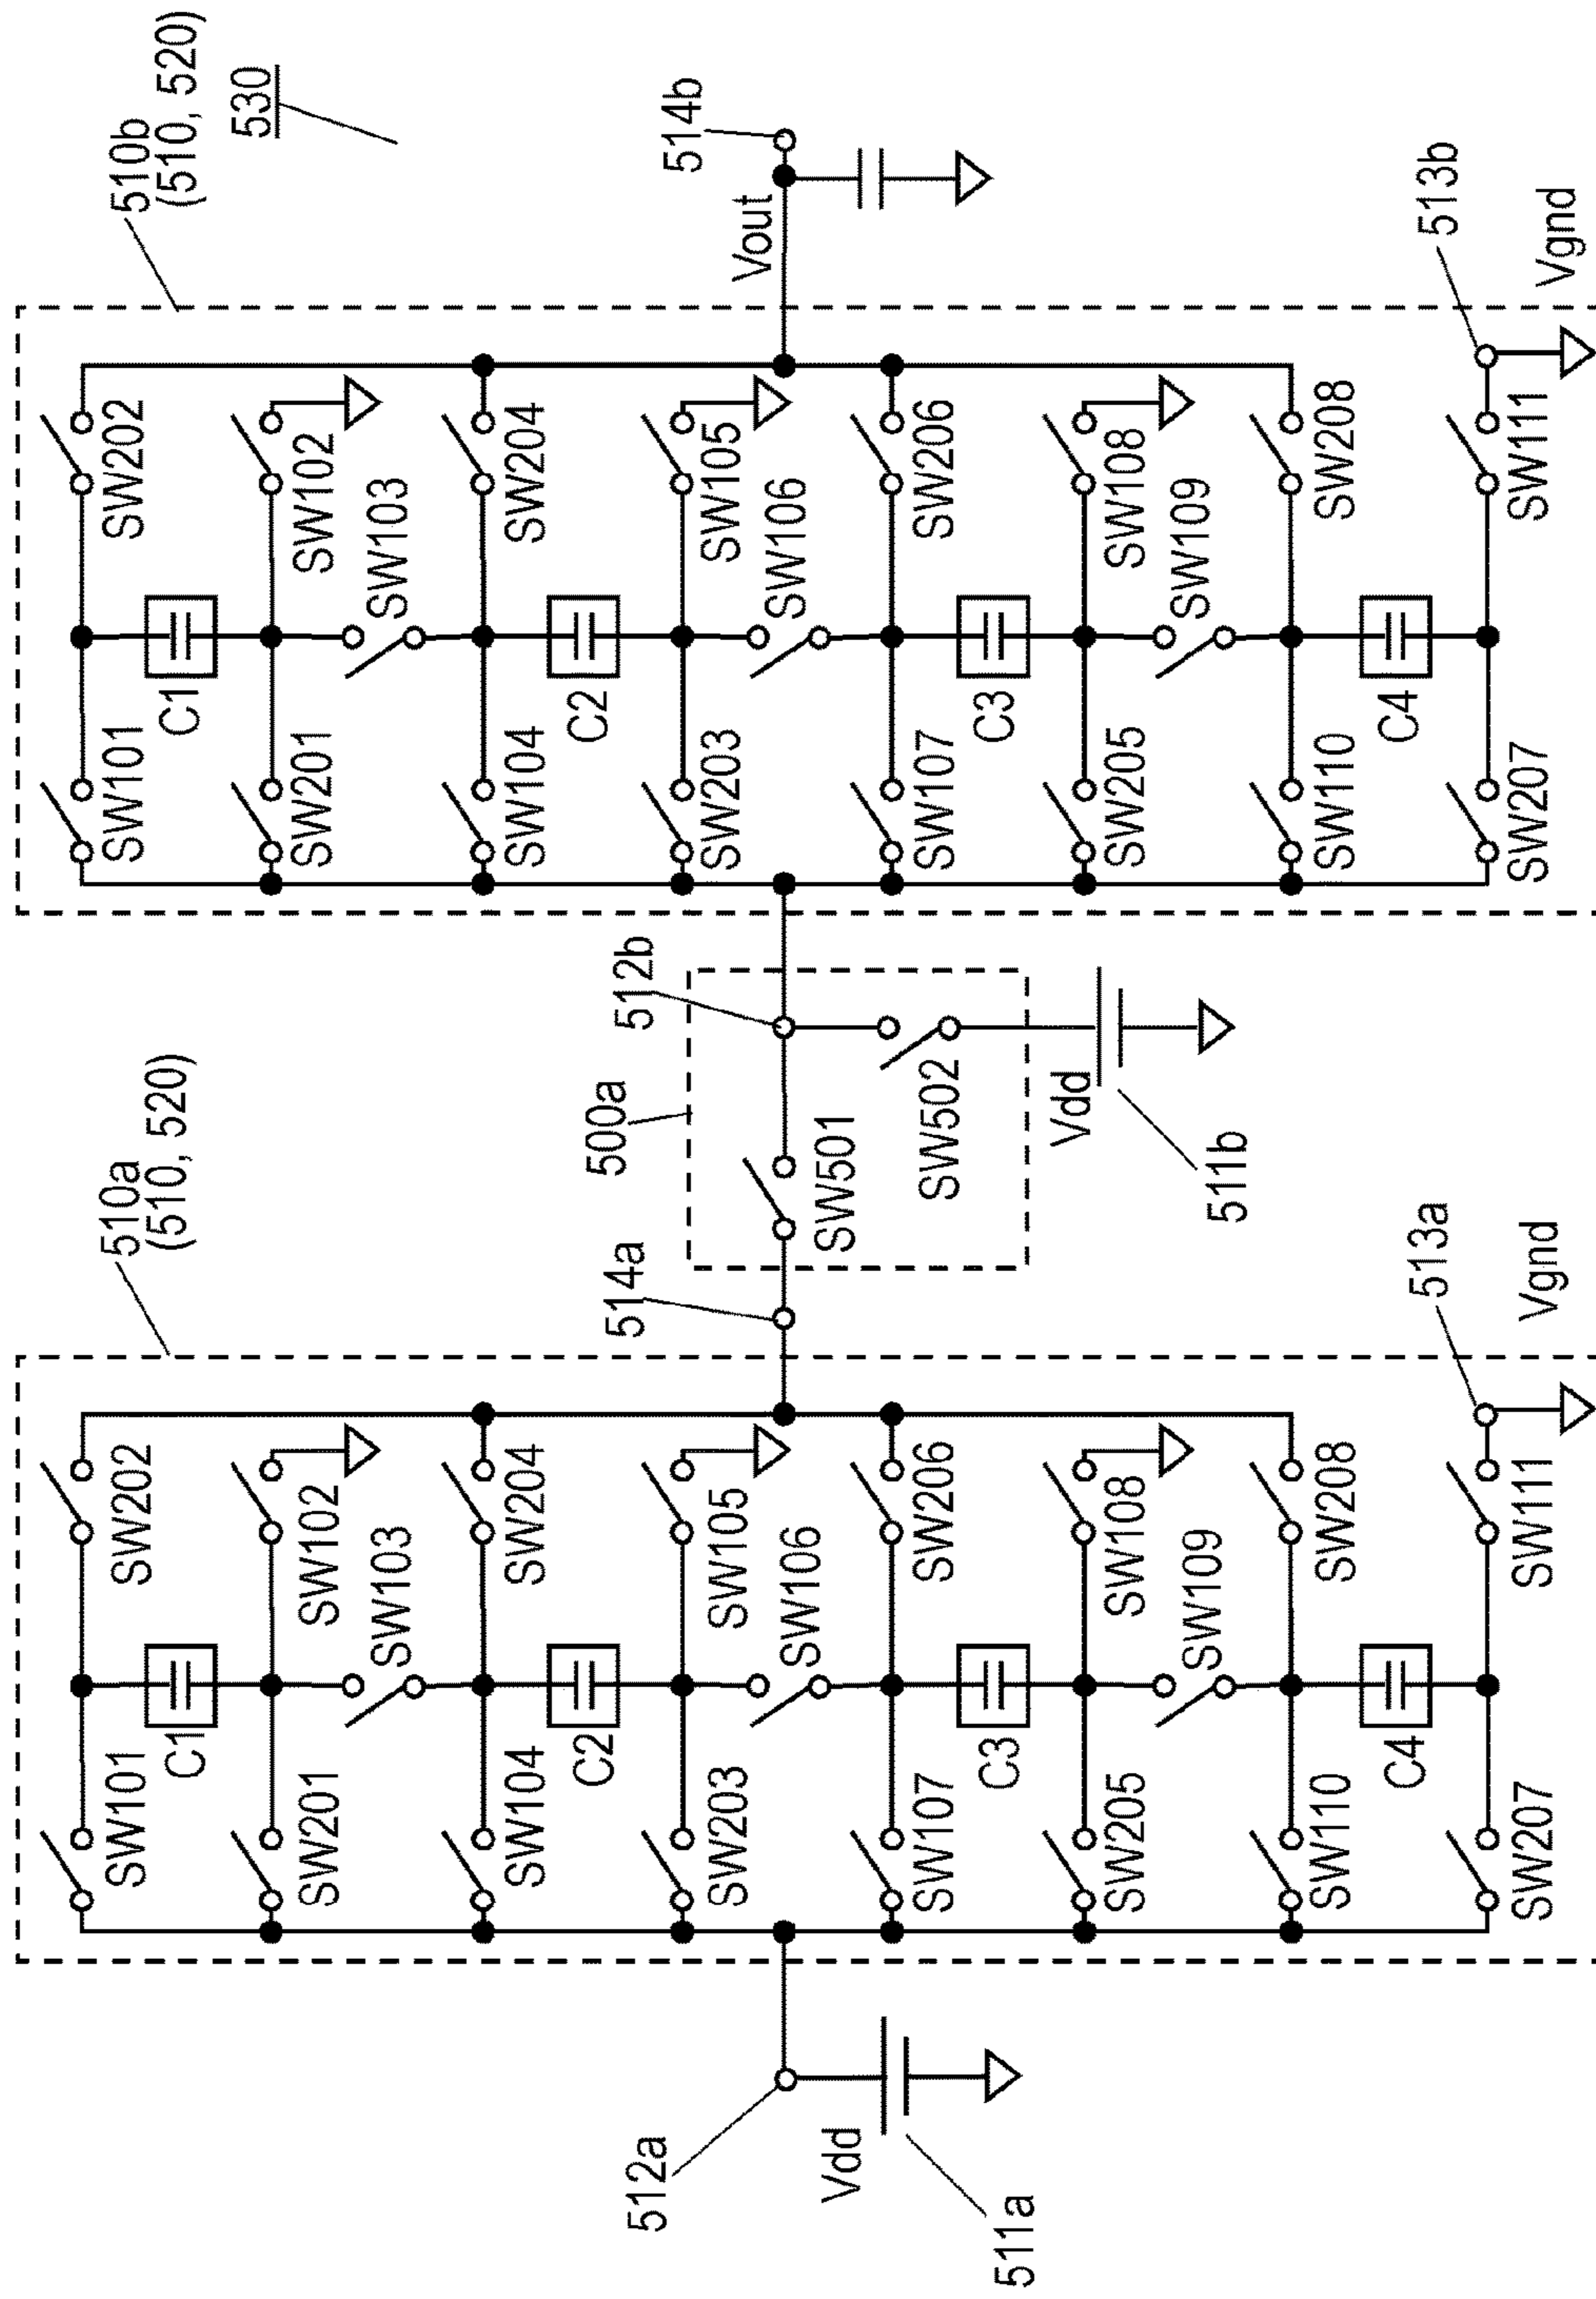 530
510b
(510, 520)
514b
Vout
513b
Vgnd
SW202
SW102
SW103
SW204
SW105
SW106
SW206
SW108
SW109
SW208
SW111
C1
C2
C3
C4
SW101
SW201
SW104
SW203
SW107
SW205
SW110
SW207
512b
500a
SW501
SW502
Vdd
511b
514a
510a
(510, 520)
513a
Vgnd
SW202
SW102
SW103
SW204
SW105
SW106
SW206
SW108
SW109
SW208
SW111
C1
C2
C3
C4
SW101
SW201
SW104
SW203
SW107
SW205
SW110
SW207
512a
Vdd
511a